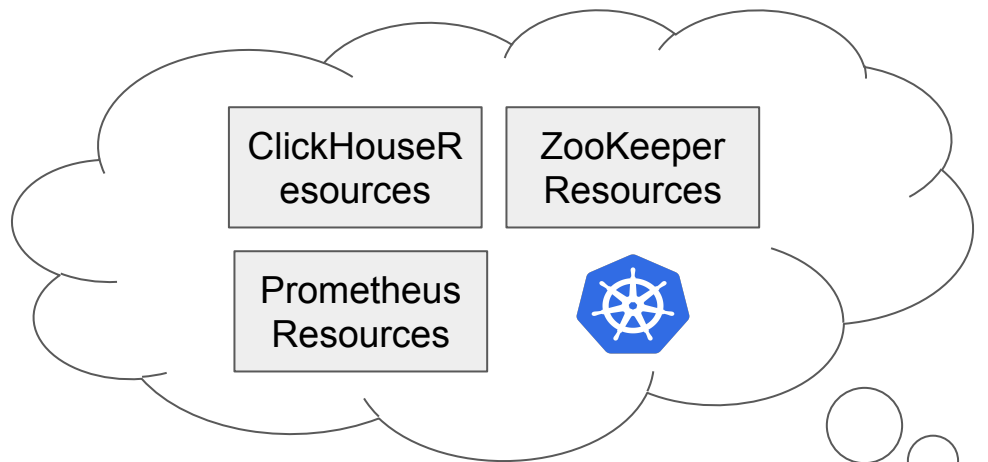 ClickHouseR
esources
ZooKeeper
Resources
Prometheus
Resources